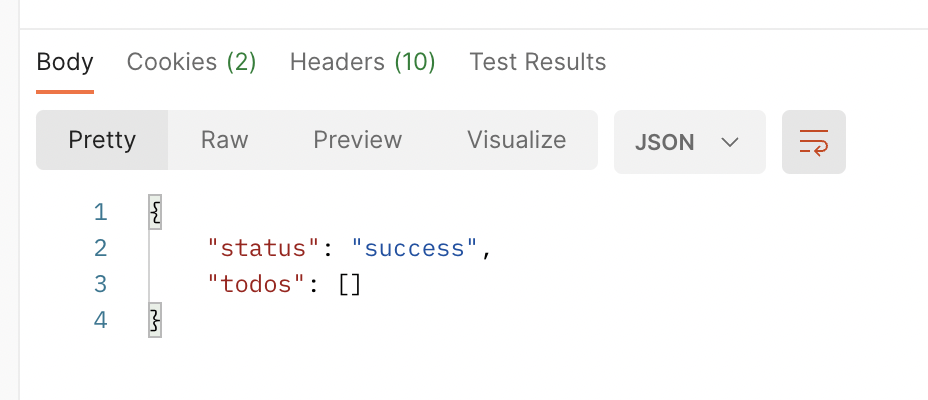 Body Cookies (2) Headers (10) Test Results
Pretty Raw Preview Visualize JSON
1 {
2 "status": "success",
3 "todos": []
4 }